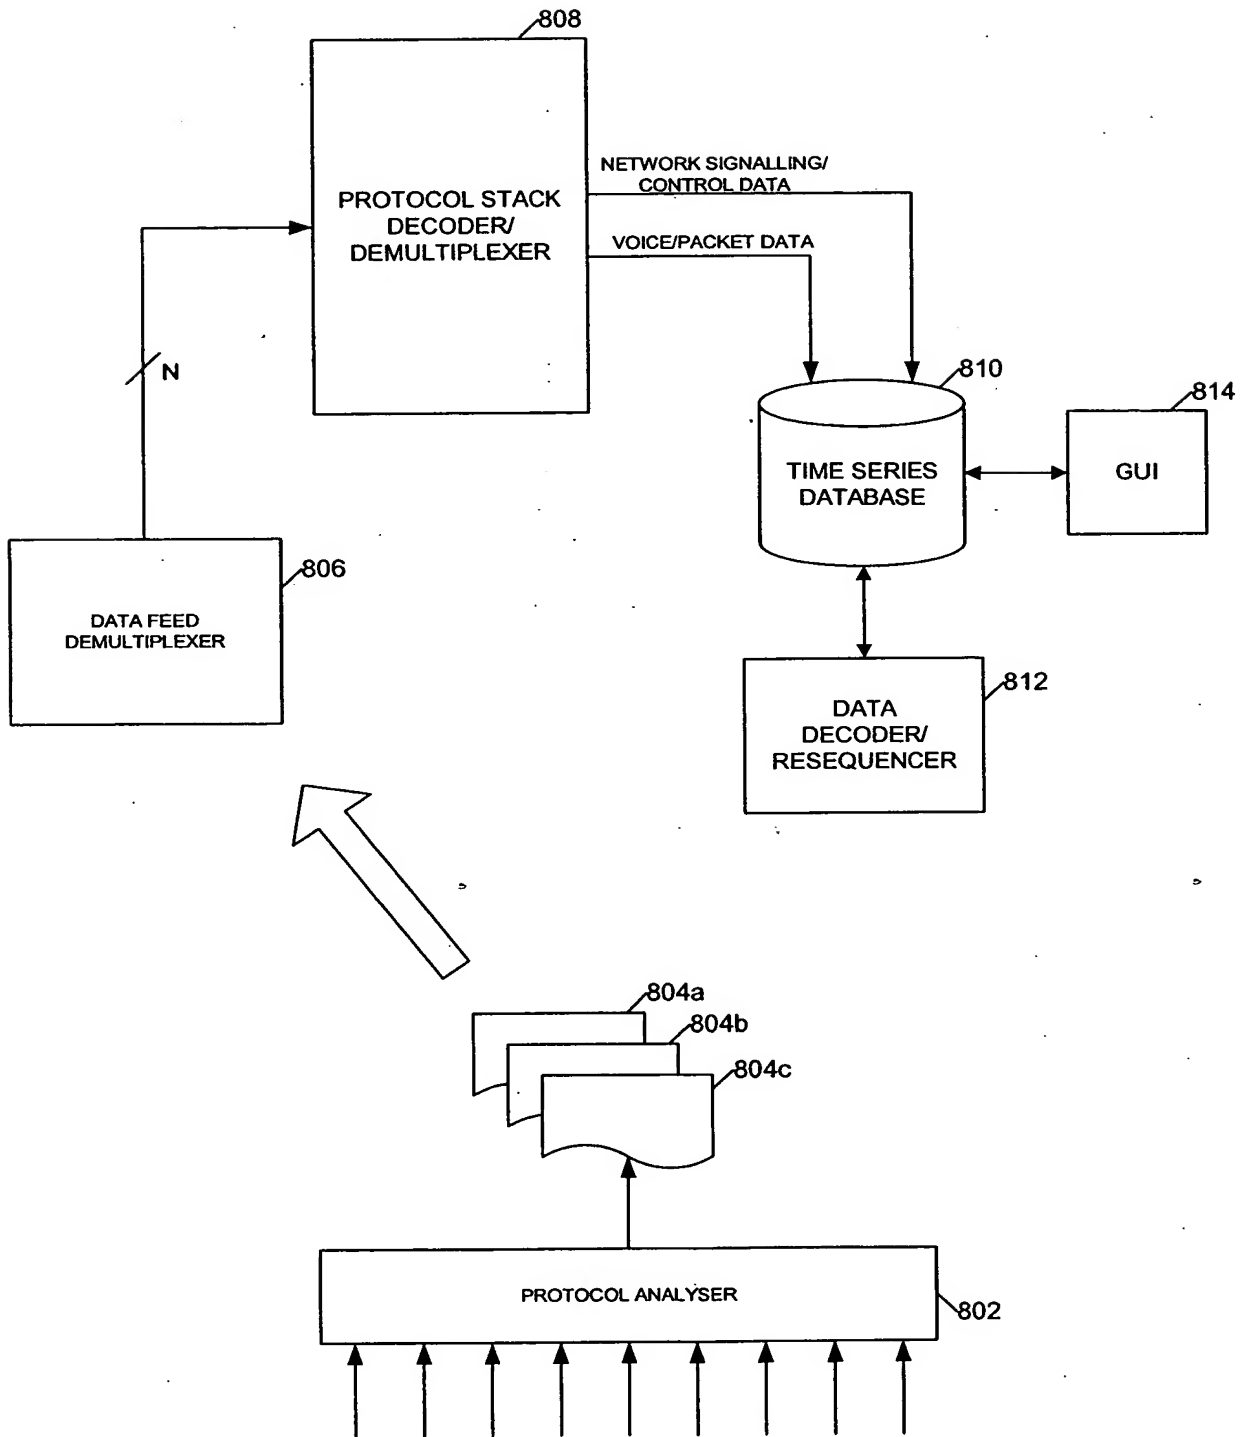 808
PROTOCOL STACK
DECODER/
DEMULTIPLEXER
NETWORK SIGNALLING/
CONTROL DATA
VOICE/PACKET DATA
N
810
TIME SERIES
DATABASE
814
GUI
806
DATA FEED
DEMULTIPLEXER
812
DATA
DECODER/
RESEQUENCER
804a
804b
804c
PROTOCOL ANALYSER
802